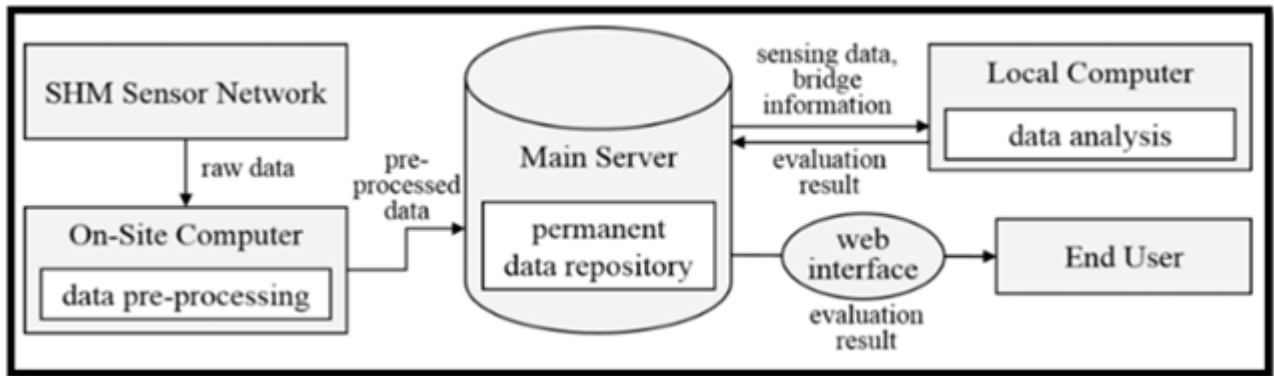 SHM Sensor Network
raw data
On-Site Computer
data pre-processing
pre-
processed
data
Main Server
permanent
data repository
sensing data,
bridge
information
evaluation
result
Local Computer
data analysis
web
interface
evaluation
result
End User